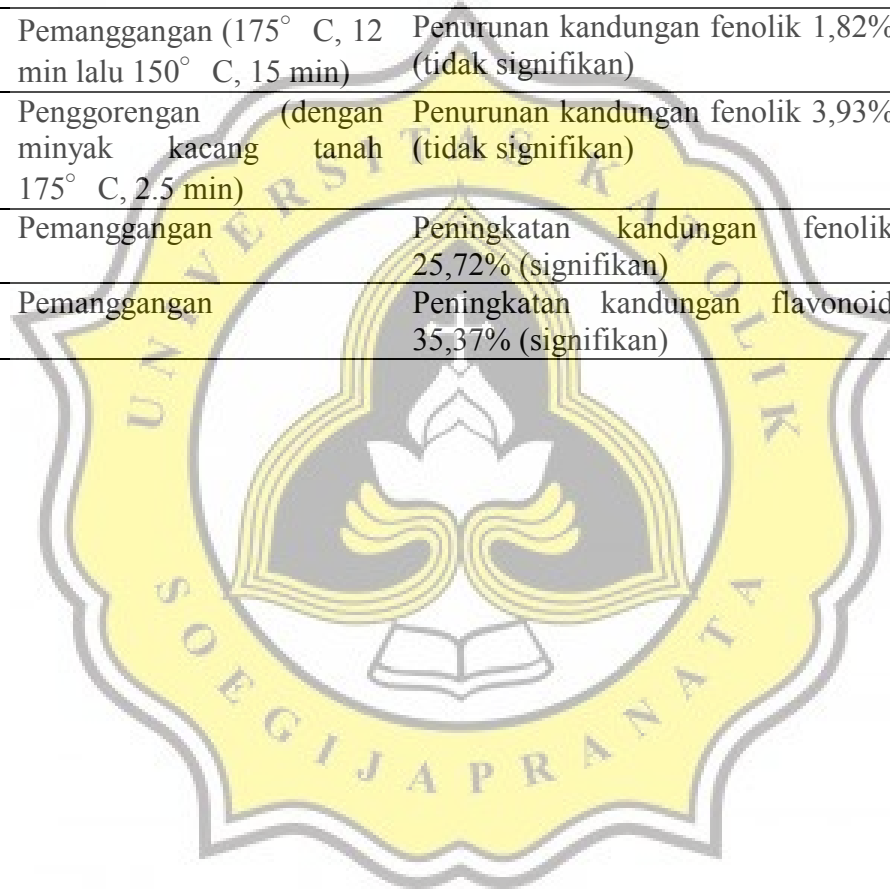 Pemanggangan (175° C, 12 min lalu 150° C, 15 min)
Penurunan kandungan fenolik 1,82% (tidak signifikan)
Penggorengan (dengan minyak kacang tanah 175° C, 2.5 min)
Penurunan kandungan fenolik 3,93% (tidak signifikan)
Pemanggangan
Peningkatan kandungan fenolik 25,72% (signifikan)
Pemanggangan
Peningkatan kandungan flavonoid 35,37% (signifikan)
UNIVERSITAS KATOLIK
SOEGIJAPRANATA